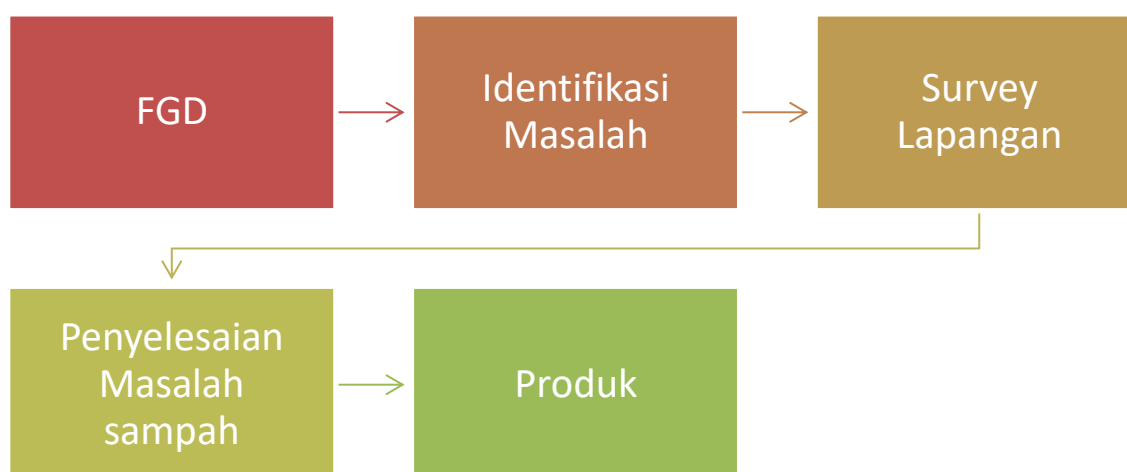 FGD
Identifikasi
Masalah
Survey
Lapangan
Penyelesaian
Masalah
sampah
Produk